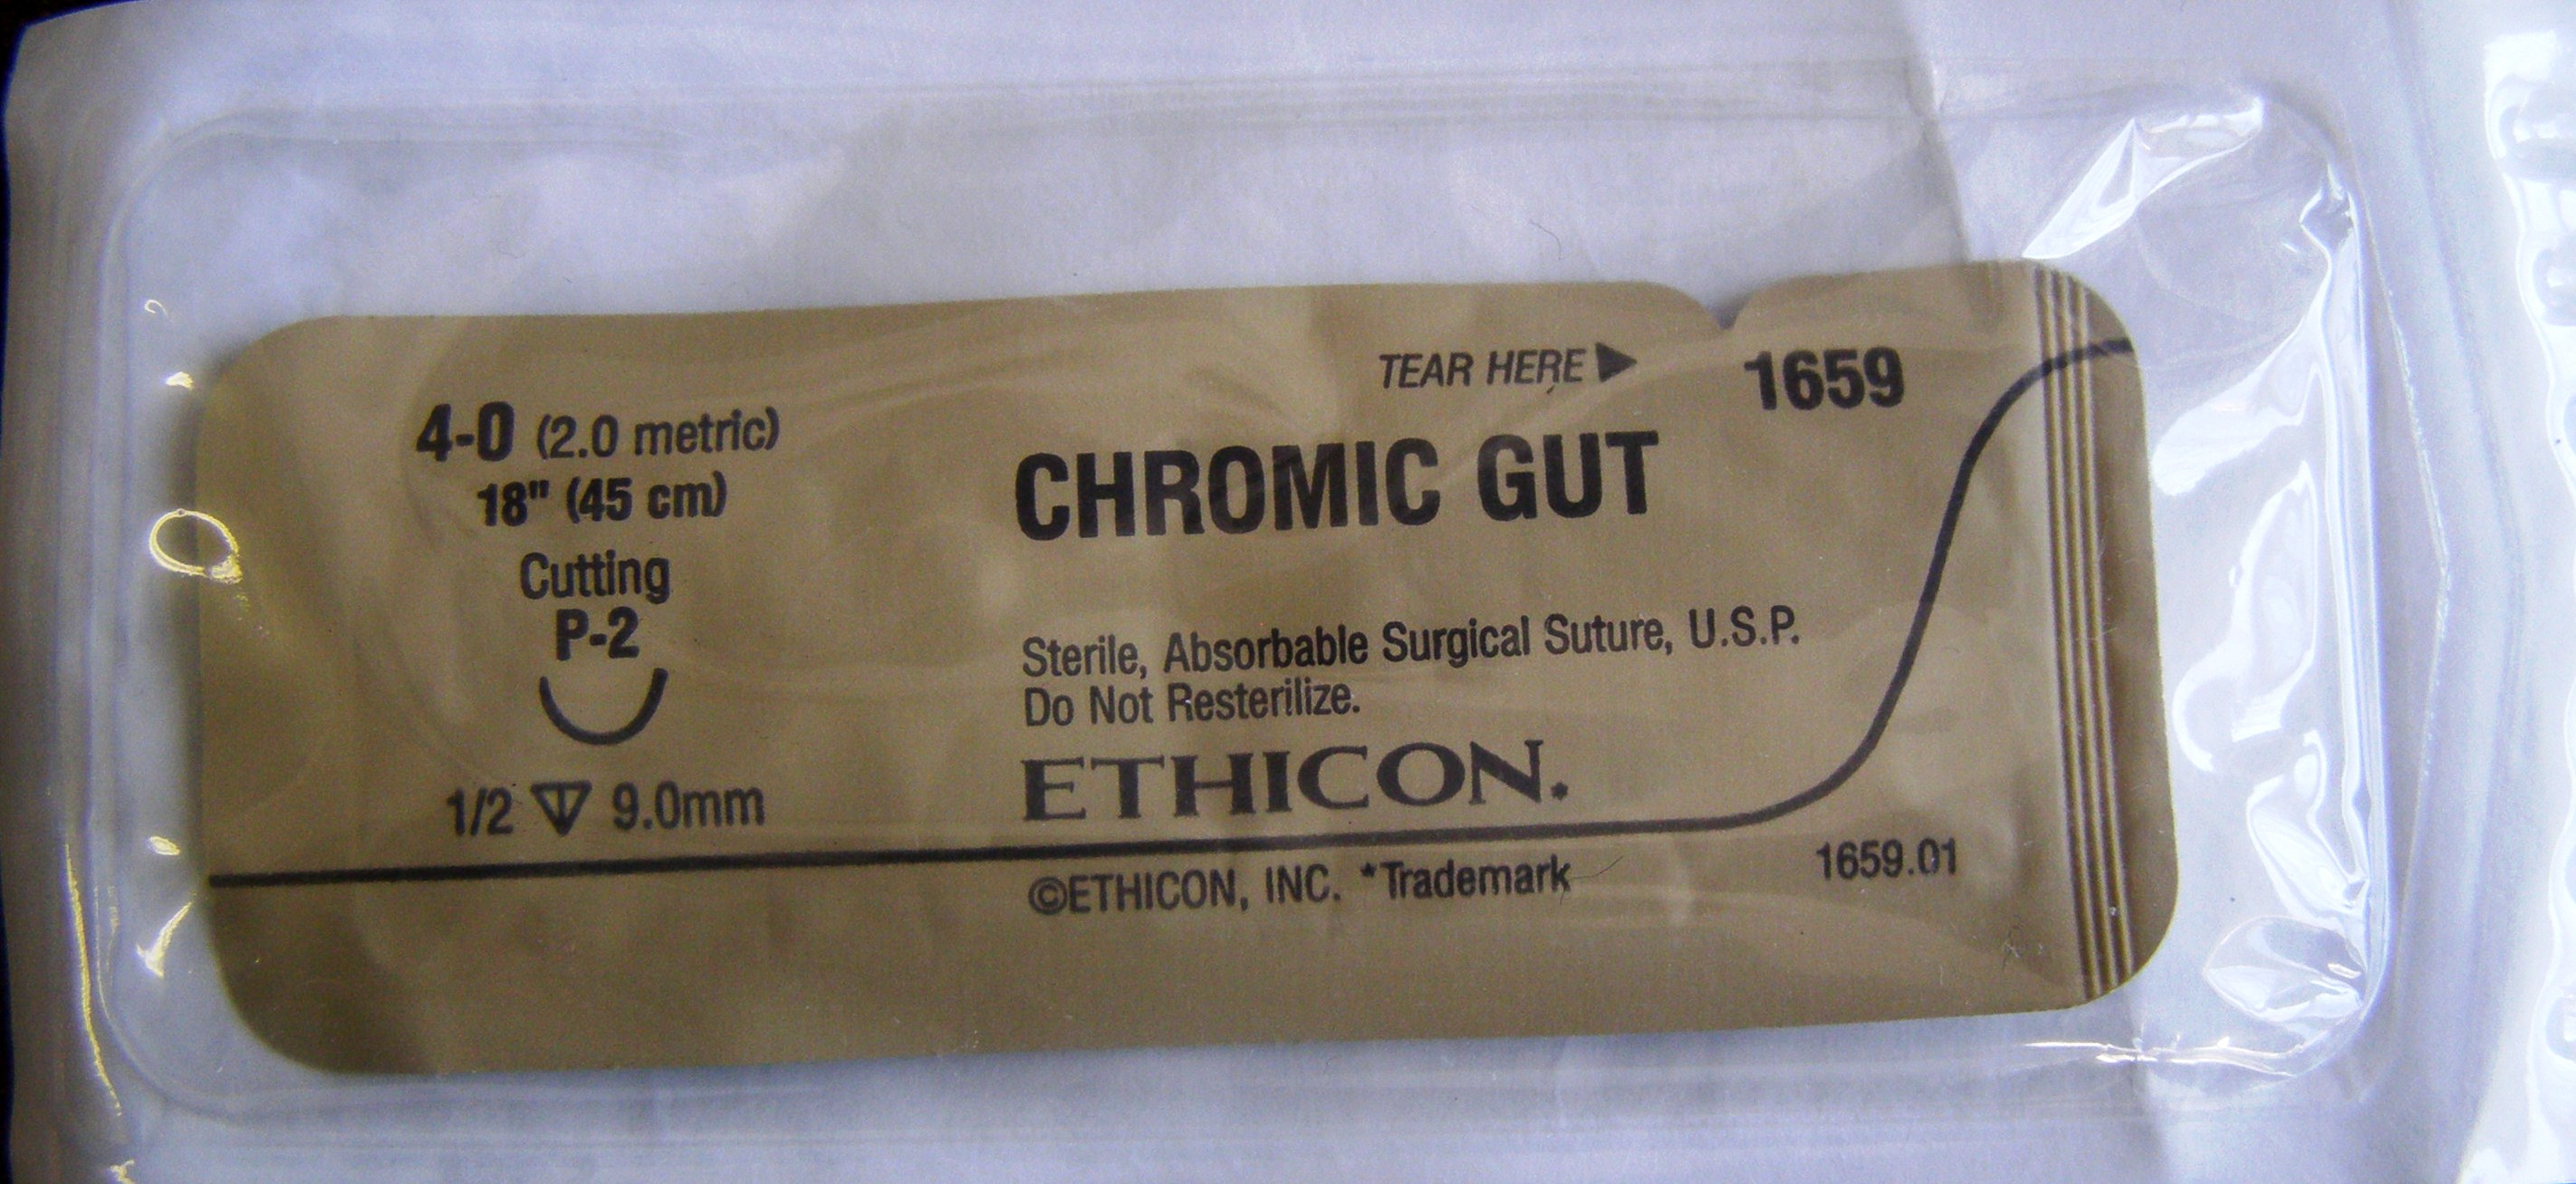 4-0 (2.0 metric)
18" (45 cm)
Cutting
P-2
1/2 9.0mm
TEAR HERE ▶
1659
CHROMIC GUT
Sterile, Absorbable Surgical Suture, U.S.P.
Do Not Resterilize.
ETHICON.*
©ETHICON, INC. *Trademark
1659.01